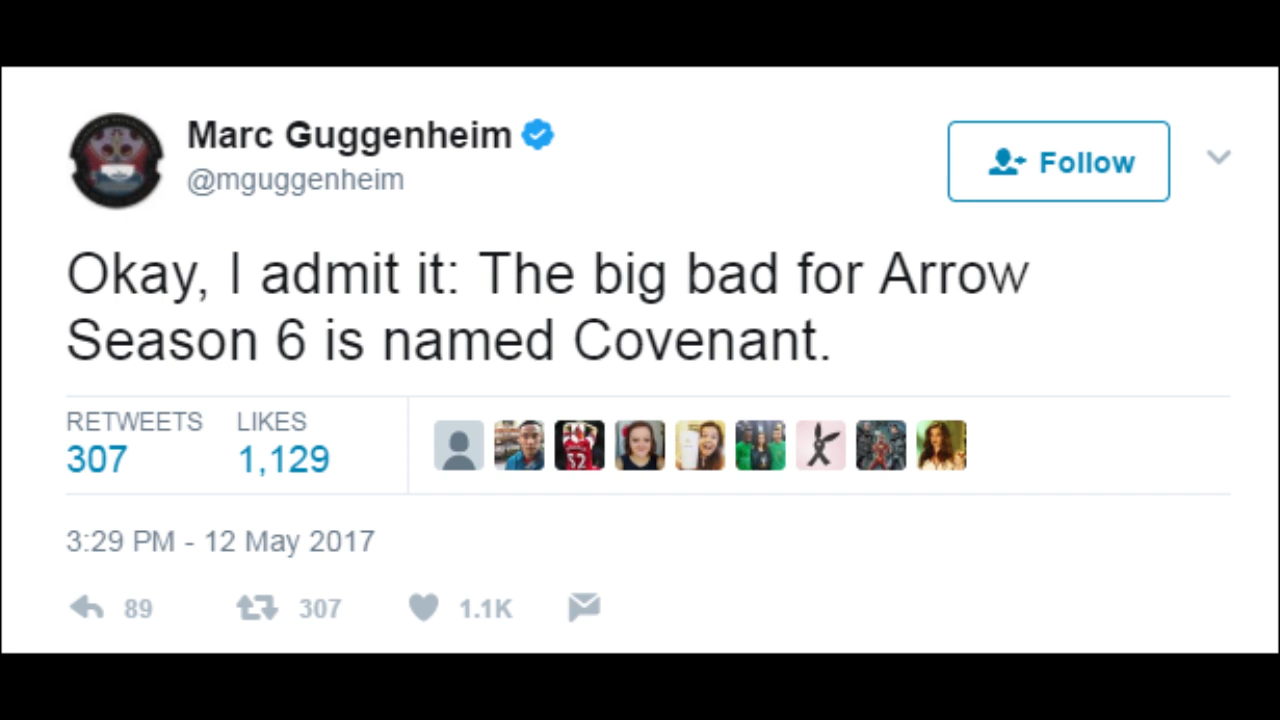 Marc Guggenheim
@mguggenheim
Follow
Okay, I admit it: The big bad for Arrow
Season 6 is named Covenant.
RETWEETS LIKES
307 1,129
3:29 PM - 12 May 2017
89 307 1.1K